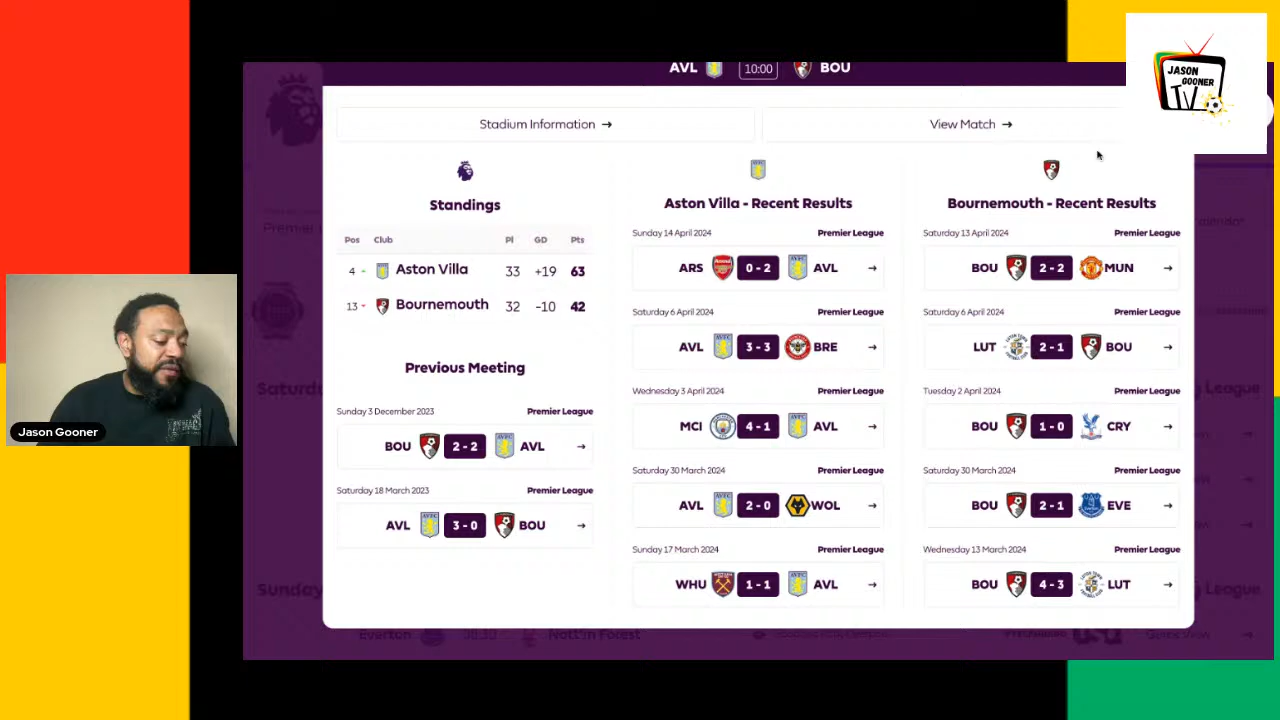 AVL 10:00 BOU
JASON
GOONER
TV
Stadium Information →
View Match →
Standings
Pos Club Pl GD Pts
4 Aston Villa 33 +19 63
13 Bournemouth 32 -10 42
Previous Meeting
Sunday 3 December 2023 Premier League
BOU 2 - 2 AVL →
Saturday 18 March 2023 Premier League
AVL 3 - 0 BOU →
Aston Villa - Recent Results
Sunday 14 April 2024 Premier League
ARS 0 - 2 AVL →
Saturday 6 April 2024 Premier League
AVL 3 - 3 BRE →
Wednesday 3 April 2024 Premier League
MCI 4 - 1 AVL →
Saturday 30 March 2024 Premier League
AVL 2 - 0 WOL →
Sunday 17 March 2024 Premier League
WHU 1 - 1 AVL →
Bournemouth - Recent Results
Saturday 13 April 2024 Premier League
BOU 2 - 2 MUN →
Saturday 6 April 2024 Premier League
LUT 2 - 1 BOU →
Tuesday 2 April 2024 Premier League
BOU 1 - 0 CRY →
Saturday 30 March 2024 Premier League
BOU 2 - 1 EVE →
Wednesday 13 March 2024 Premier League
BOU 4 - 3 LUT →
Jason Gooner
Everton 08:30 Nott'm Forest